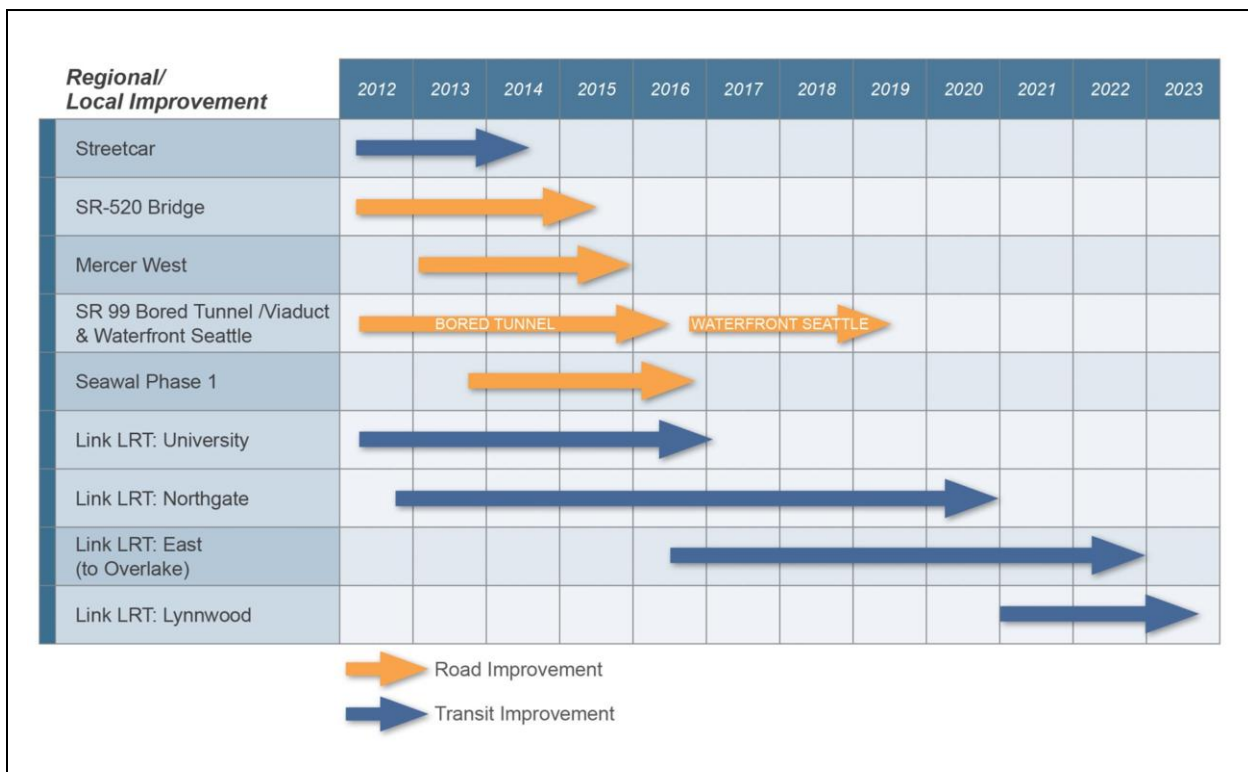 Regional/
Local Improvement
2012 2013 2014 2015 2016 2017 2018 2019 2020 2021 2022 2023
Streetcar
SR-520 Bridge
Mercer West
SR 99 Bored Tunnel /Viaduct
& Waterfront Seattle
BORED TUNNEL WATERFRONT SEATTLE
Seawal Phase 1
Link LRT: University
Link LRT: Northgate
Link LRT: East
(to Overlake)
Link LRT: Lynnwood
Road Improvement
Transit Improvement